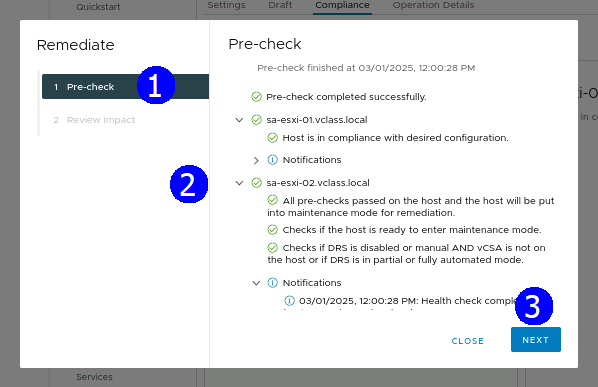 Quickstart
Settings
Draft
Compliance
Operation Details
Remediate
1 Pre-check
1
2 Review Impact
Pre-check
Pre-check finished at 03/01/2025, 12:00:28 PM
Pre-check completed successfully.
sa-esxi-01.vclass.local
Host is in compliance with desired configuration.
Notifications
2
sa-esxi-02.vclass.local
All pre-checks passed on the host and the host will be put
into maintenance mode for remediation.
Checks if the host is ready to enter maintenance mode.
Checks if DRS is disabled or manual AND vCSA is not on
the host or if DRS is in partial or fully automated mode.
Notifications
03/01/2025, 12:00:28 PM: Health check
3
CLOSE
NEXT
Services